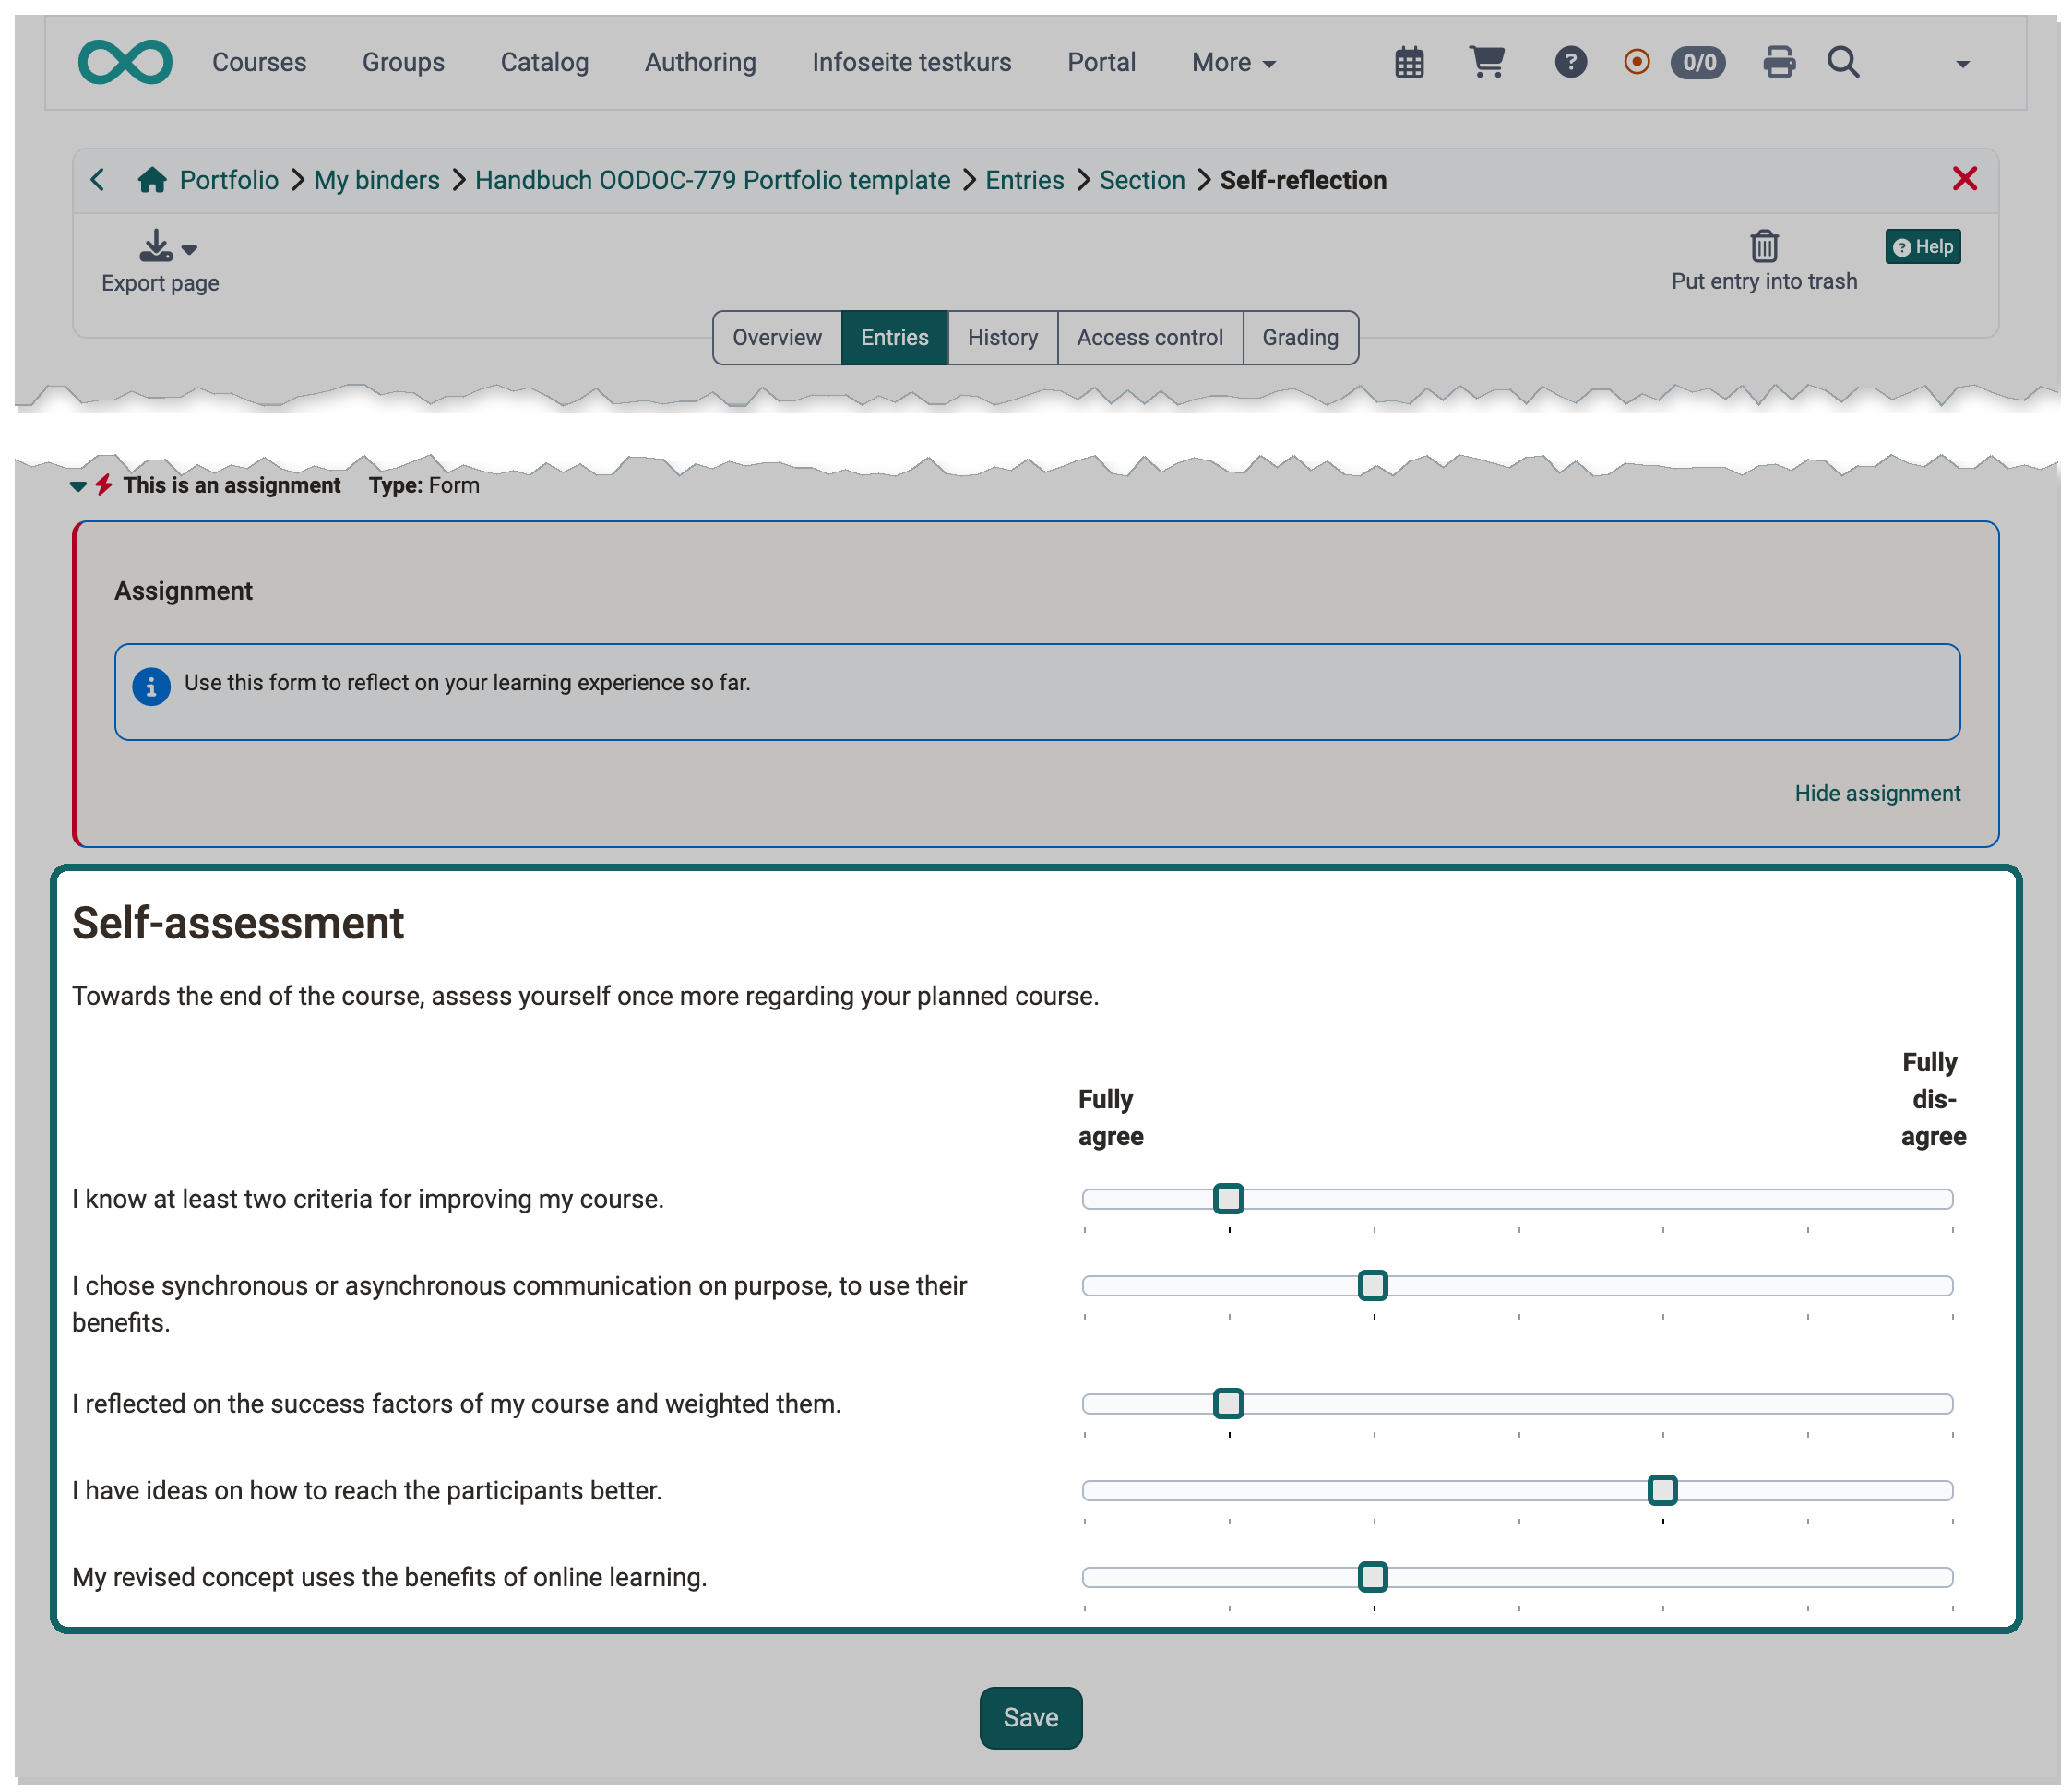 Courses Groups Catalog Authoring Infoseite testkurs Portal More 0/0
Portfolio My binders Handbuch OODOC-779 Portfolio template Entries Section Self-reflection
Export page
Put entry into trash
Help
Overview Entries History Access control Grading
This is an assignment Type: Form
Assignment
Use this form to reflect on your learning experience so far.
Hide assignment
Self-assessment
Towards the end of the course, assess yourself once more regarding your planned course.
Fully
agree
Fully
dis-
agree
I know at least two criteria for improving my course.
I chose synchronous or asynchronous communication on purpose, to use their
benefits.
I reflected on the success factors of my course and weighted them.
I have ideas on how to reach the participants better.
My revised concept uses the benefits of online learning.
Save